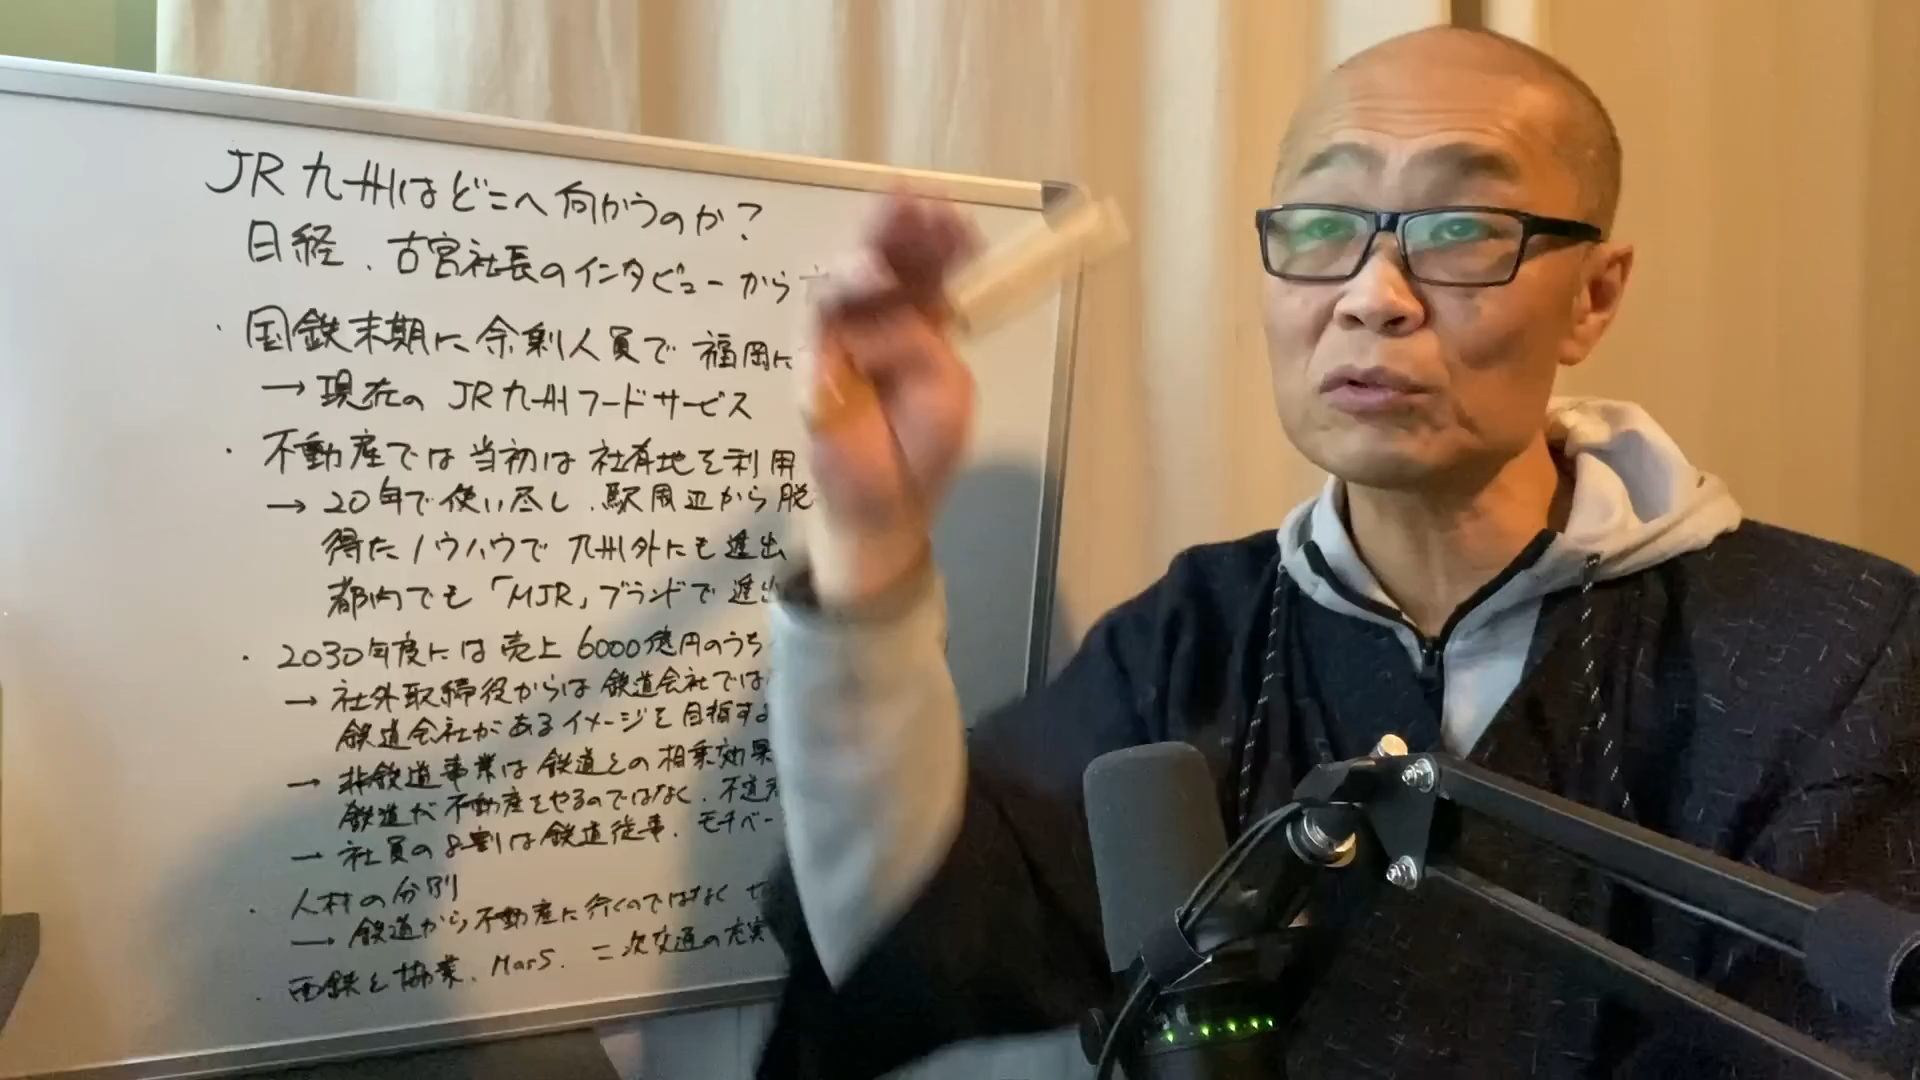 JR九州はどこへ向かうのか?
日経、古宮社長のインタビューから
・国鉄末期に余剰人員で福岡に
→現在のJR九州フードサービス
・不動産では当初は社有地を利用
→20年で使い尽し、駅周辺から脱
得たノウハウで九州外にも進出
都内でも「MJR」ブランドで進出
・2030年度には売上6000億円のうち
→社外取締役からは鉄道会社では
鉄道会社があるイメージを目指す
→非鉄道事業は鉄道との相乗効果
鉄道が不動産をやるのではなく、不動産
→社員の8割は鉄道従事、モチベー
・人材の分別
→鉄道から不動産に行くのではなく
・西鉄と協業、MaaS、二次交通の充実